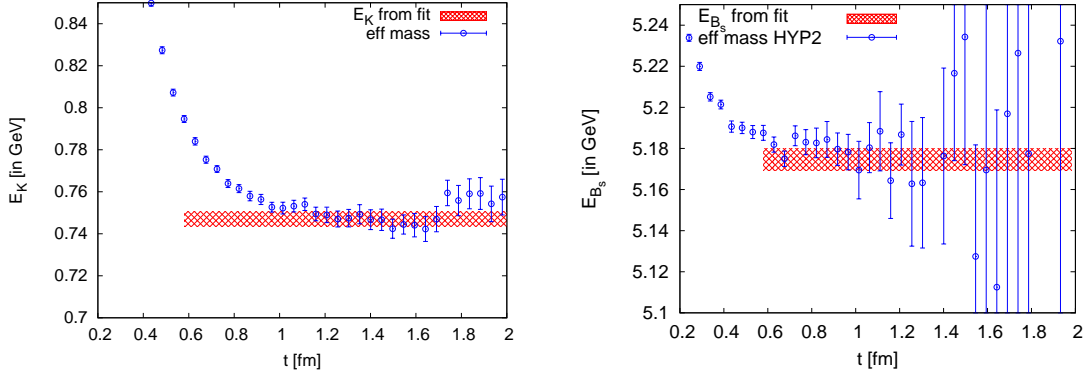 E_K from fit
eff mass
0.84
0.82
0.8
0.78
0.76
0.74
0.72
0.7
E_K [in GeV]
0.2 0.4 0.6 0.8 1 1.2 1.4 1.6 1.8 2
t [fm]
E_{B_s} from fit
eff mass HYP2
5.24
5.22
5.2
5.18
5.16
5.14
5.12
5.1
E_{B_s} [in GeV]
0.2 0.4 0.6 0.8 1 1.2 1.4 1.6 1.8 2
t [fm]